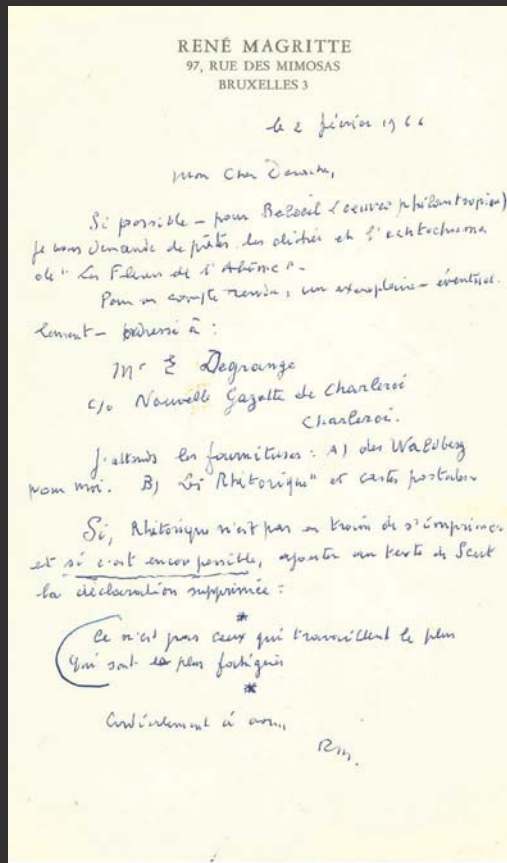 RENÉ MAGRITTE
97, RUE DES MIMOSAS
BRUXELLES 3
le 2 février 1966
Mon Cher
Si possible – pour Beloeil (oeuvre philantropique)
je vous demande de prêter les clichés et l'ektachrome
de "Les Fleurs de l'Abîme".
Pour un compte rendu, un exemplaire – éventuel-
lement – adressé à :
Mr E Degrange
c/o Nouvelle Gazette de Charleroi
Charleroi.
J'attends les fournitures : A) des Waldberg
pour moi. B) "Rhétorique" et cartes postales
Si, Rhétorique n'est pas en train de s'imprimer
et si c'est encore possible, ajouter au texte de Scut
la déclaration supprimée :
*
Ce n'est pas ceux qui travaillent le plus
qui sont les plus fatigués
*
Cordialement à vous,
RM.